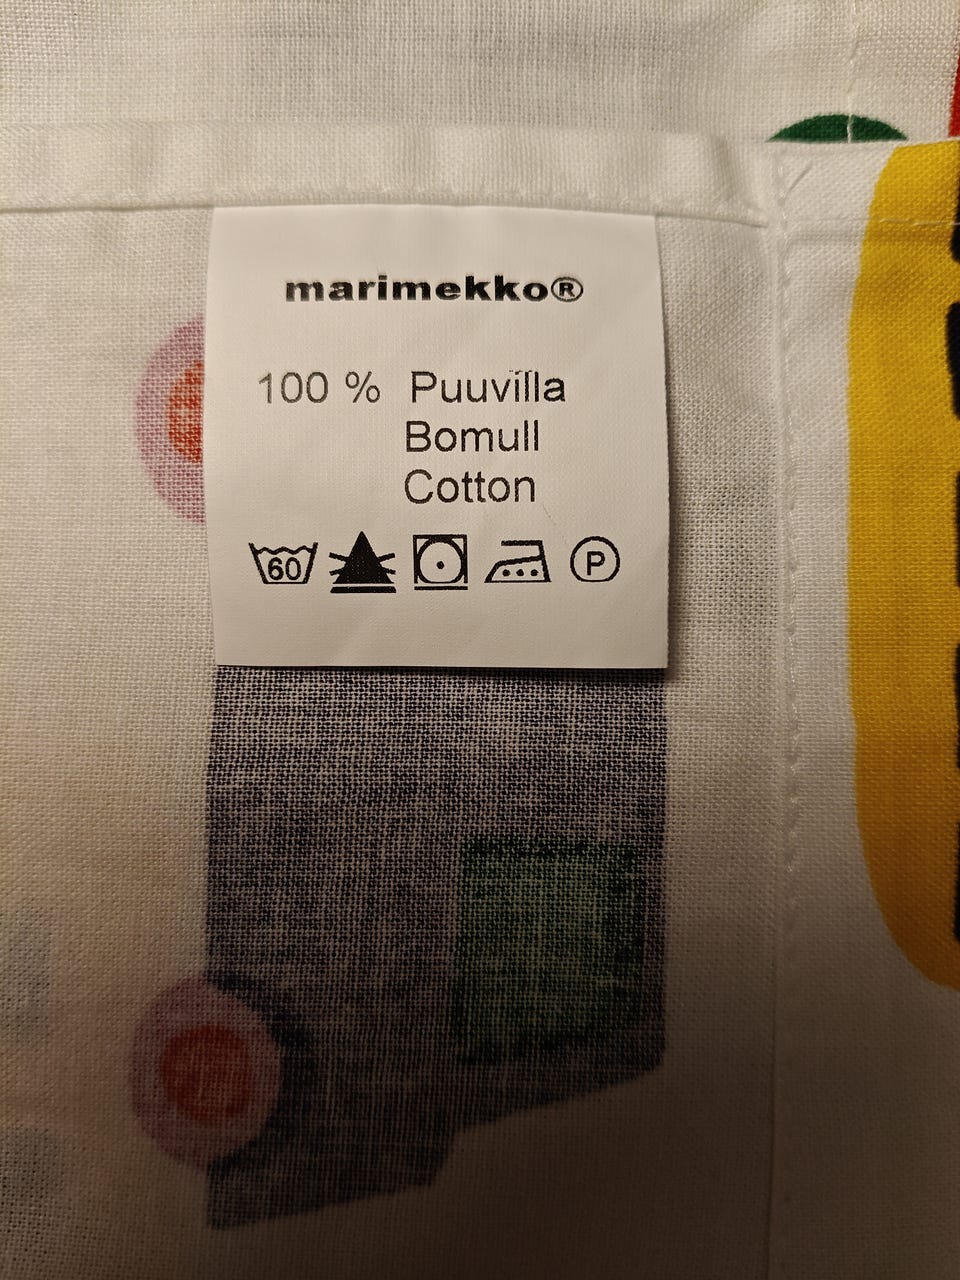 marimekko®
100 % Puuvilla
Bomull
Cotton
60 P